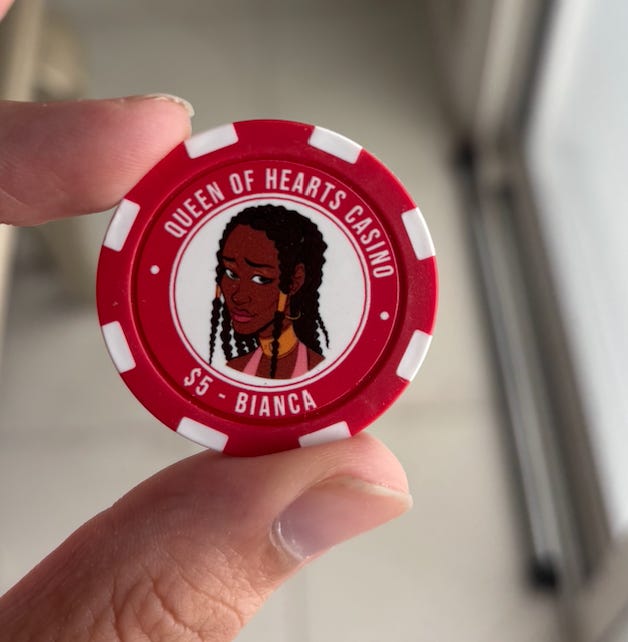 QUEEN OF HEARTS CASINO
$5 - BIANCA